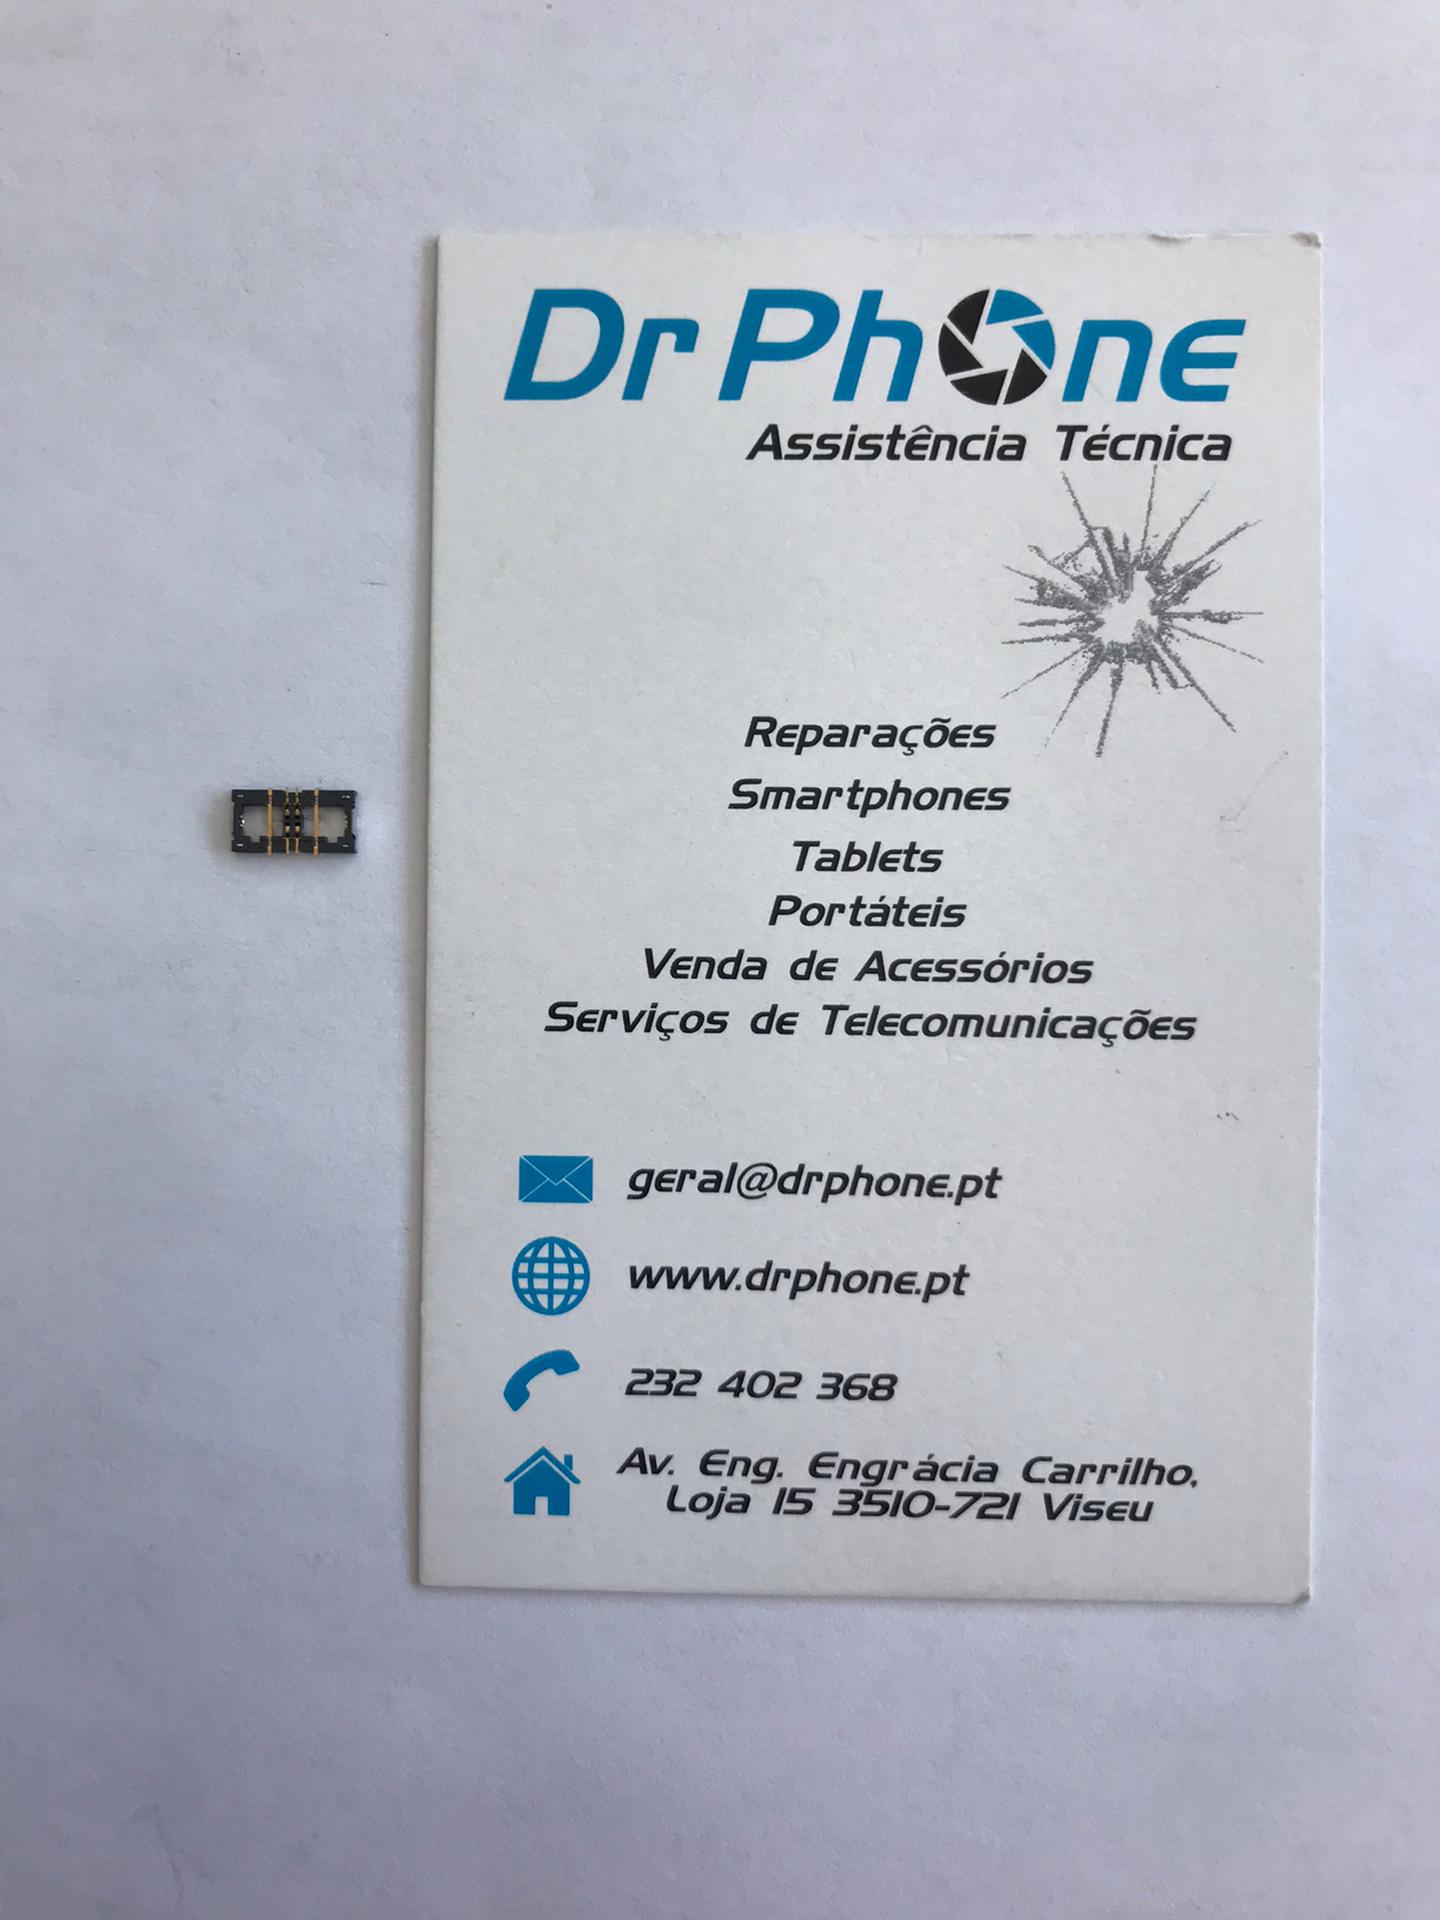 Dr Phone
Assistência Técnica
Reparações
Smartphones
Tablets
Portáteis
Venda de Acessórios
Serviços de Telecomunicações
geral@drphone.pt
www.drphone.pt
232 402 368
Av. Eng. Engrácia Carrilho,
Loja 15 3510-721 Viseu